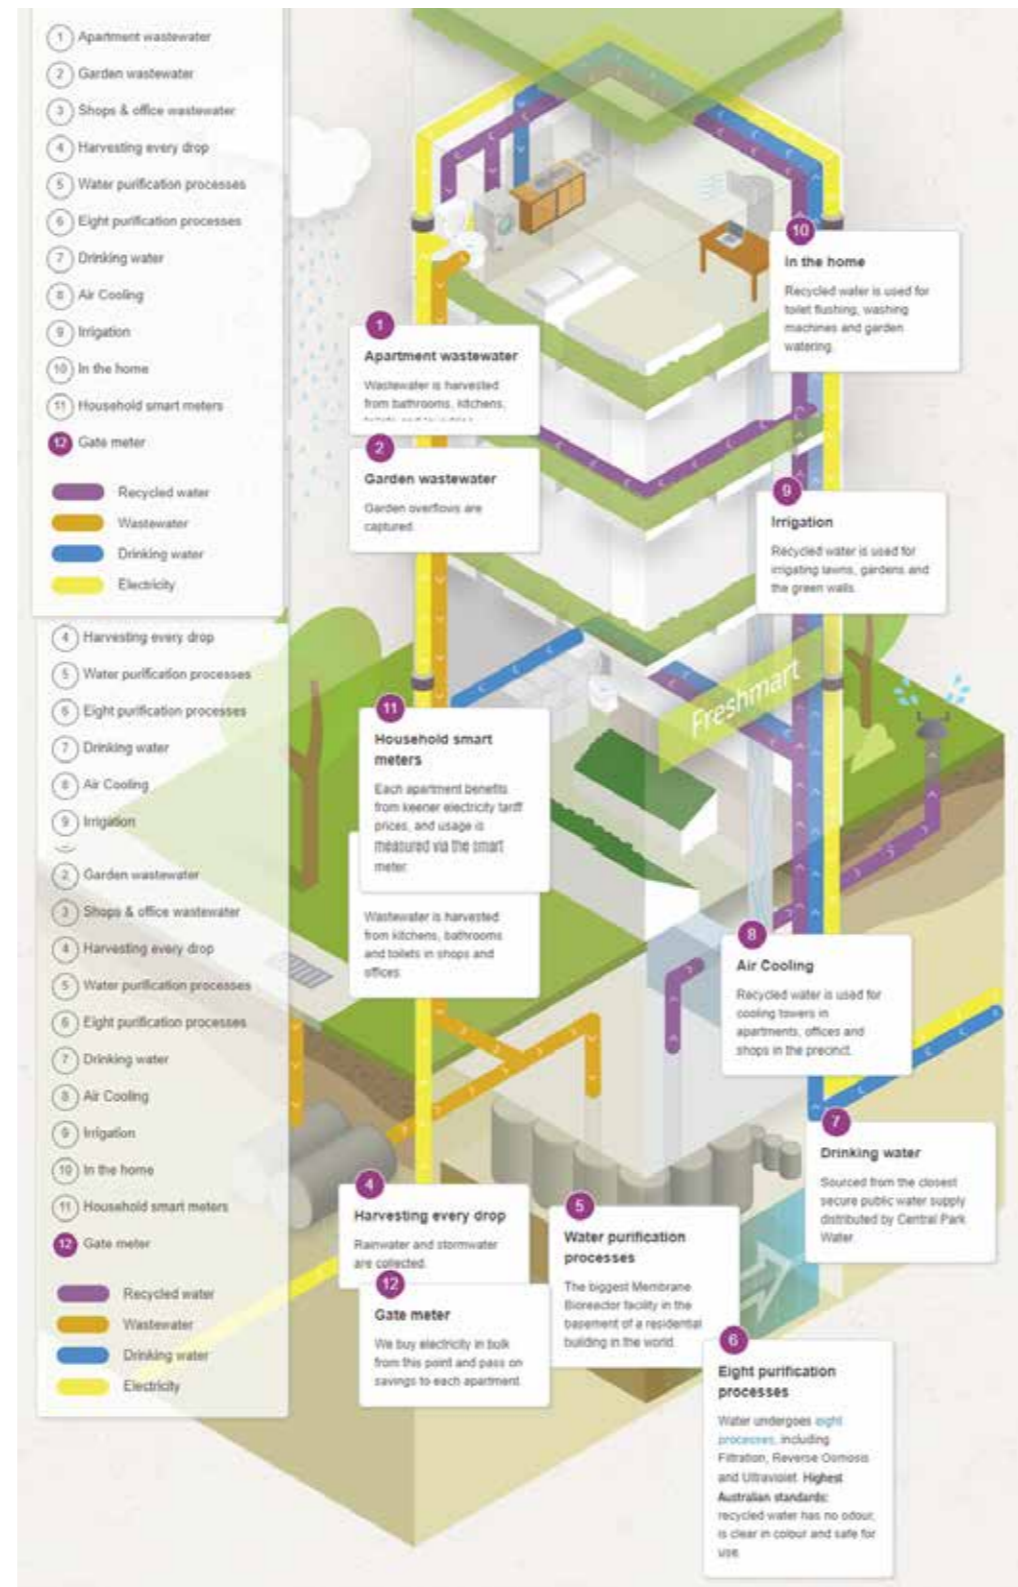 1 Apartment wastewater
2 Garden wastewater
3 Shops & office wastewater
4 Harvesting every drop
5 Water purification processes
6 Eight purification processes
7 Drinking water
8 Air Cooling
9 Irrigation
10 In the home
11 Household smart meters
12 Gate meter
Recycled water
Wastewater
Drinking water
Electricity
4 Harvesting every drop
5 Water purification processes
6 Eight purification processes
7 Drinking water
8 Air Cooling
9 Irrigation
2 Garden wastewater
3 Shops & office wastewater
4 Harvesting every drop
5 Water purification processes
6 Eight purification processes
7 Drinking water
8 Air Cooling
9 Irrigation
10 In the home
11 Household smart meters
12 Gate meter
Recycled water
Wastewater
Drinking water
Electricity
10
In the home
Recycled water is used for
toilet flushing, washing
machines and garden
watering.
1
Apartment wastewater
Wastewater is harvested
from bathrooms, kitchens,
2
Garden wastewater
Garden overflows are
captured.
9
Irrigation
Recycled water is used for
irrigating lawns, gardens and
the green walls.
Freshmart
11
Household smart
meters
Each apartment benefits
from keener electricity tariff
prices, and usage is
measured via the smart
meter.
Wastewater is harvested
from kitchens, bathrooms
and toilets in shops and
offices
8
Air Cooling
Recycled water is used for
cooling towers in
apartments, offices and
shops in the precinct.
7
Drinking water
Sourced from the closest
secure public water supply
distributed by Central Park
Water.
4
Harvesting every drop
Rainwater and stormwater
are collected.
5
Water purification
processes
The biggest Membrane
Bioreactor facility in the
basement of a residential
building in the world.
12
Gate meter
We buy electricity in bulk
from this point and pass on
savings to each apartment.
6
Eight purification
processes
Water undergoes eight
processes, including
Filtration, Reverse Osmosis
and Ultraviolet. Highest
Australian standards:
recycled water has no odour,
is clear in colour and safe for
use.